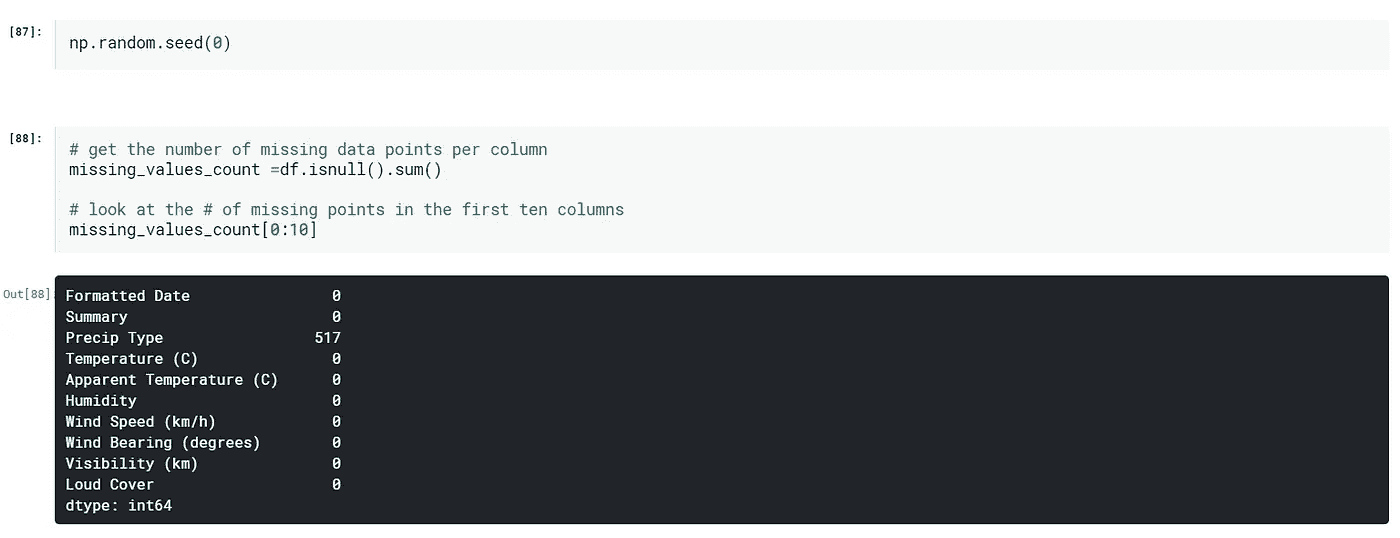 [87]:
np.random.seed(0)
[88]:
# get the number of missing data points per column
missing_values_count =df.isnull().sum()
# look at the # of missing points in the first ten columns
missing_values_count[0:10]
Out[88]:
Formatted Date 0
Summary 0
Precip Type 517
Temperature (C) 0
Apparent Temperature (C) 0
Humidity 0
Wind Speed (km/h) 0
Wind Bearing (degrees) 0
Visibility (km) 0
Loud Cover 0
dtype: int64